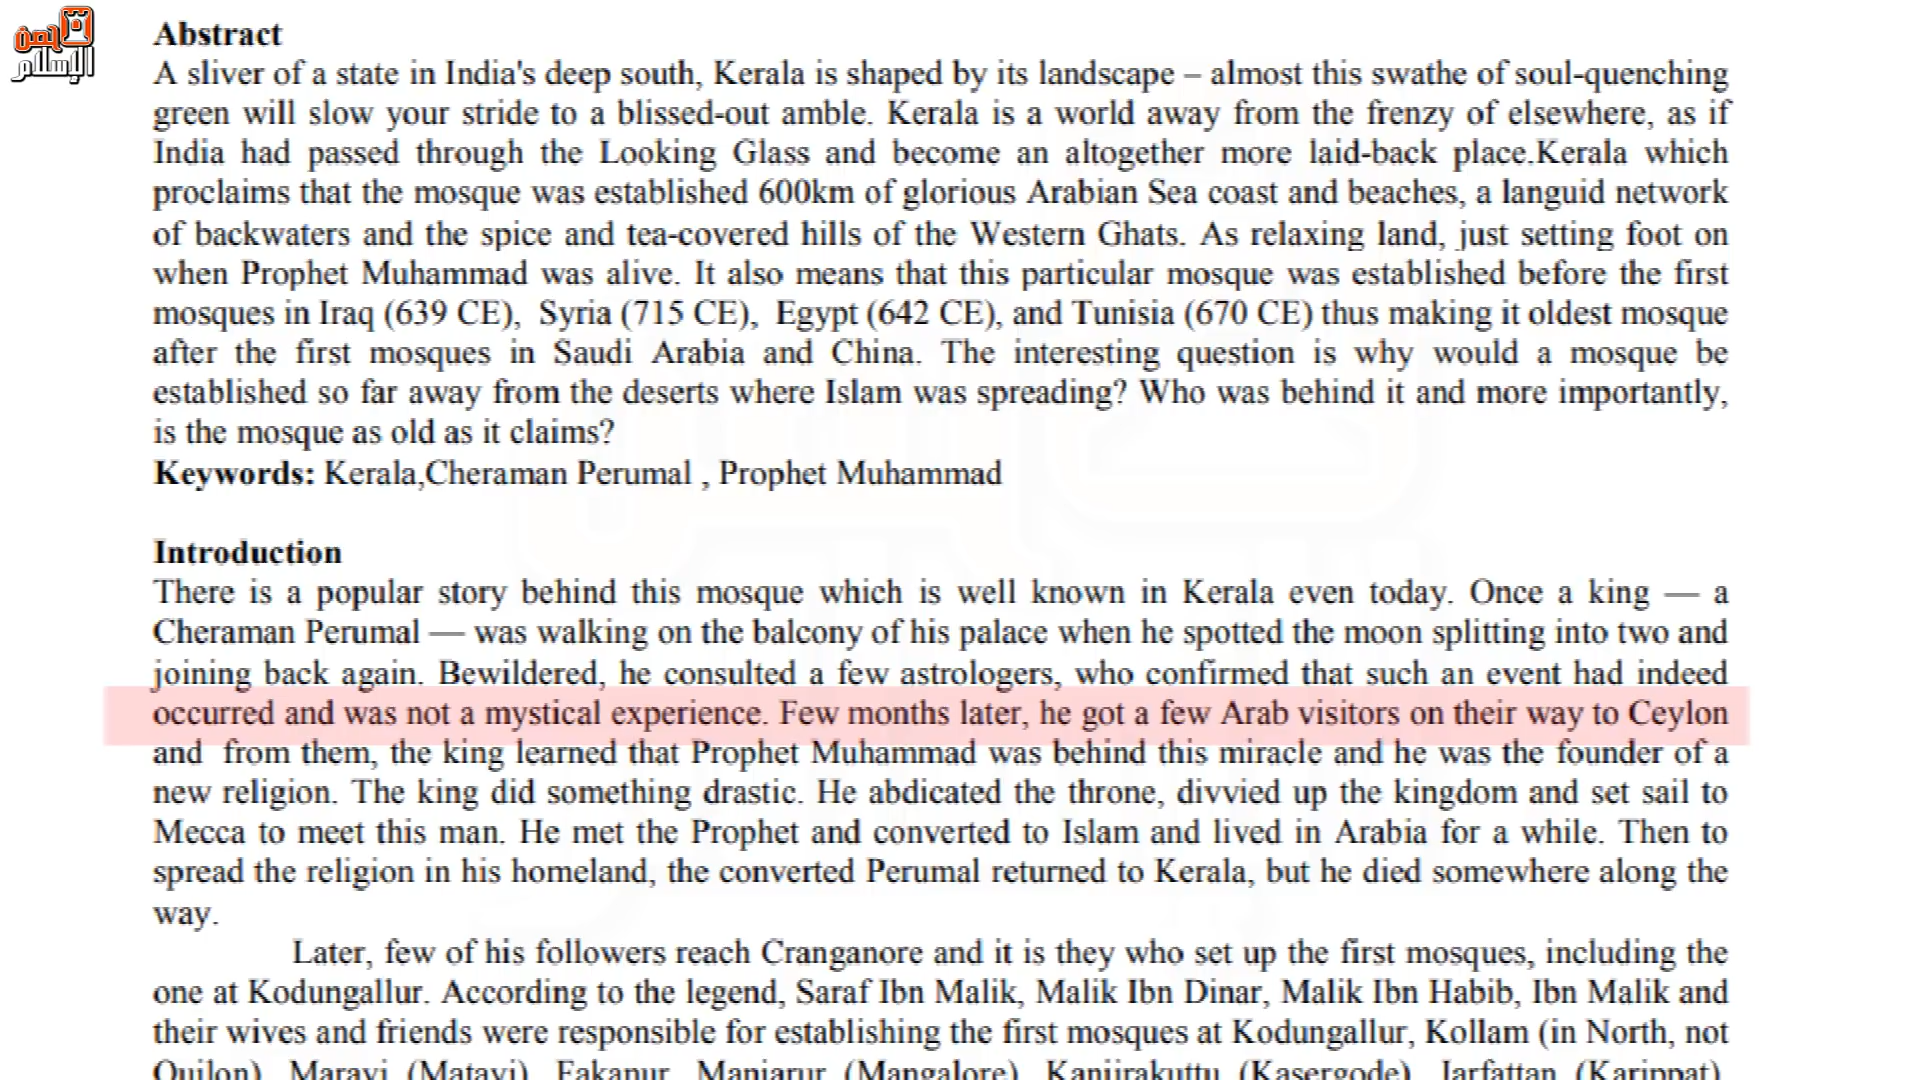 حصن
الإسلام
Abstract
A sliver of a state in India's deep south, Kerala is shaped by its landscape – almost this swathe of soul-quenching
green will slow your stride to a blissed-out amble. Kerala is a world away from the frenzy of elsewhere, as if
India had passed through the Looking Glass and become an altogether more laid-back place.Kerala which
proclaims that the mosque was established 600km of glorious Arabian Sea coast and beaches, a languid network
of backwaters and the spice and tea-covered hills of the Western Ghats. As relaxing land, just setting foot on
when Prophet Muhammad was alive. It also means that this particular mosque was established before the first
mosques in Iraq (639 CE), Syria (715 CE), Egypt (642 CE), and Tunisia (670 CE) thus making it oldest mosque
after the first mosques in Saudi Arabia and China. The interesting question is why would a mosque be
established so far away from the deserts where Islam was spreading? Who was behind it and more importantly,
is the mosque as old as it claims?
Keywords: Kerala,Cheraman Perumal , Prophet Muhammad
Introduction
There is a popular story behind this mosque which is well known in Kerala even today. Once a king — a
Cheraman Perumal — was walking on the balcony of his palace when he spotted the moon splitting into two and
joining back again. Bewildered, he consulted a few astrologers, who confirmed that such an event had indeed
occurred and was not a mystical experience. Few months later, he got a few Arab visitors on their way to Ceylon
and from them, the king learned that Prophet Muhammad was behind this miracle and he was the founder of a
new religion. The king did something drastic. He abdicated the throne, divvied up the kingdom and set sail to
Mecca to meet this man. He met the Prophet and converted to Islam and lived in Arabia for a while. Then to
spread the religion in his homeland, the converted Perumal returned to Kerala, but he died somewhere along the
way.
Later, few of his followers reach Cranganore and it is they who set up the first mosques, including the
one at Kodungallur. According to the legend, Saraf Ibn Malik, Malik Ibn Dinar, Malik Ibn Habib, Ibn Malik and
their wives and friends were responsible for establishing the first mosques at Kodungallur, Kollam (in North, not
Quilon), Maravi (Matayi), Fakanur, Manjarur (Mangalore), Kanjirakuttu (Kasergode), Jarfattan (Karippat),